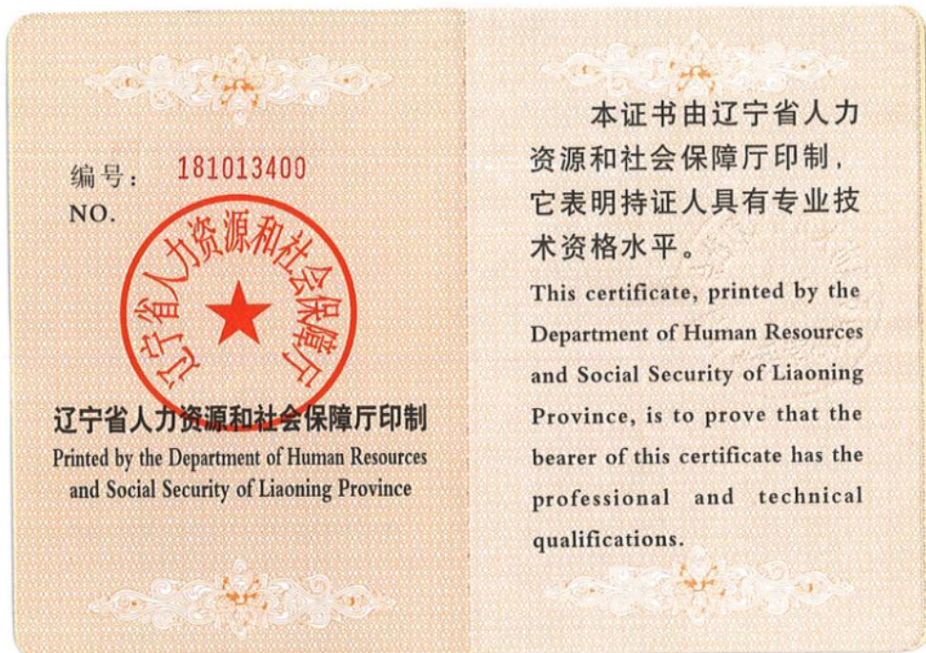 编号： 181013400
NO.
辽宁省人力资源和社会保障厅
辽宁省人力资源和社会保障厅印制
Printed by the Department of Human Resources
and Social Security of Liaoning Province
本证书由辽宁省人力
资源和社会保障厅印制，
它表明持证人具有专业技
术资格水平。
This certificate, printed by the
Department of Human Resources
and Social Security of Liaoning
Province, is to prove that the
bearer of this certificate has the
professional and technical
qualifications.